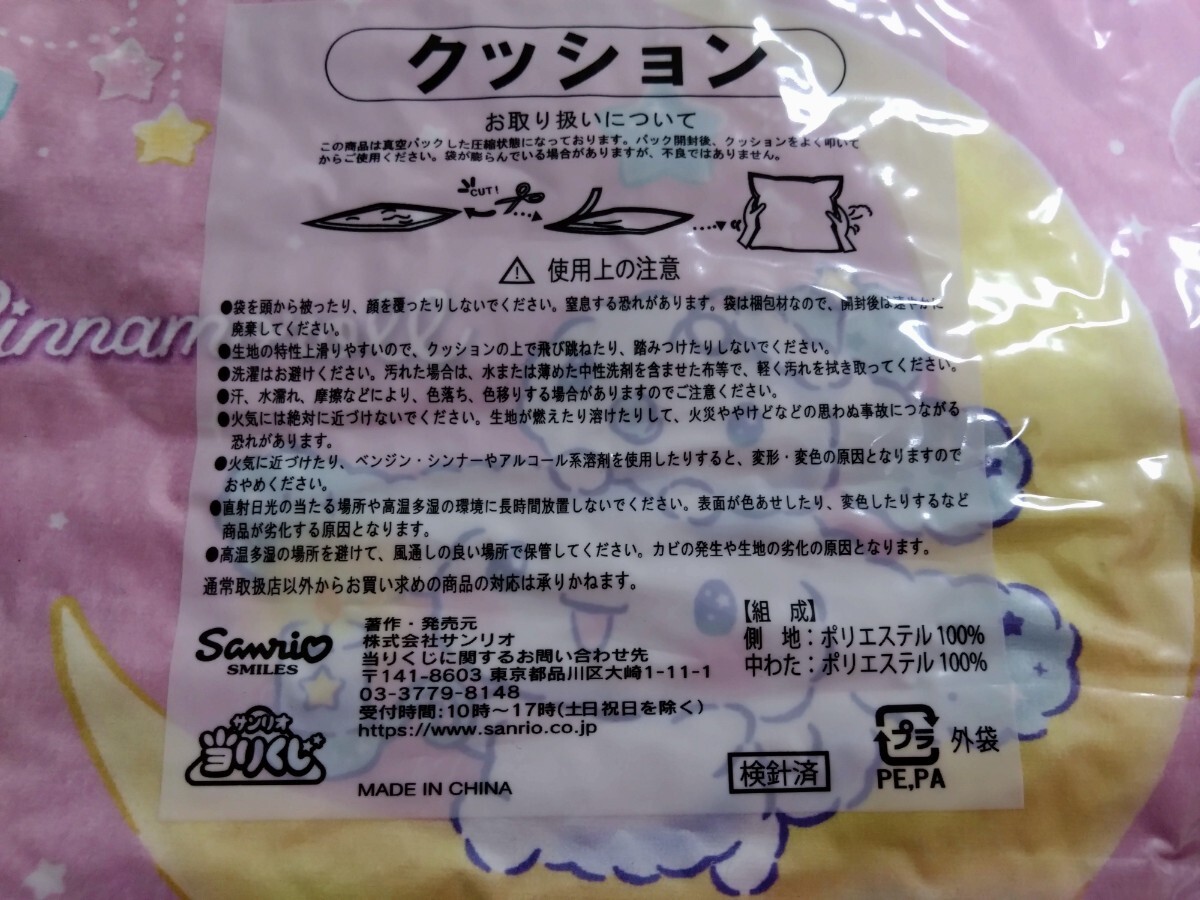 クッション
お取り扱いについて
この商品は真空パックした圧縮状態になっております。パック開封後、クッションをよく叩いて
からご使用ください。袋が膨らんでいる場合がありますが、不良ではありません。
CUT!
使用上の注意
●袋を頭から被ったり、顔を覆ったりしないでください。窒息する恐れがあります。袋は梱包材なので、開封後は速やかに
廃棄してください。
●生地の特性上滑りやすいので、クッションの上で飛び跳ねたり、踏みつけたりしないでください。
●洗濯はお避けください。汚れた場合は、水または薄めた中性洗剤を含ませた布等で、軽く汚れを拭き取ってください。
●汗、水濡れ、摩擦などにより、色落ち、色移りする場合がありますのでご注意ください。
●火気には絶対に近づけないでください。生地が燃えたり溶けたりして、火災ややけどなどの思わぬ事故につながる
恐れがあります。
●火気に近づけたり、ベンジン・シンナーやアルコール系溶剤を使用したりすると、変形・変色の原因となりますので
おやめください。
●直射日光の当たる場所や高温多湿の環境に長時間放置しないでください。表面が色あせしたり、変色したりするなど
商品が劣化する原因となります。
●高温多湿の場所を避けて、風通しの良い場所で保管してください。カビの発生や生地の劣化の原因となります。
通常取扱店以外からお買い求めの商品の対応は承りかねます。
Sanrio
SMILES
サンリオ
当りくじ
著作・発売元
株式会社サンリオ
当りくじに関するお問い合わせ先
〒141-8603 東京都品川区大崎1-11-1
03-3779-8148
受付時間:10時～17時(土日祝日を除く)
https://www.sanrio.co.jp
MADE IN CHINA
【組 成】
側 地：ポリエステル100%
中わた：ポリエステル100%
検針済
プラ 外袋
PE,PA